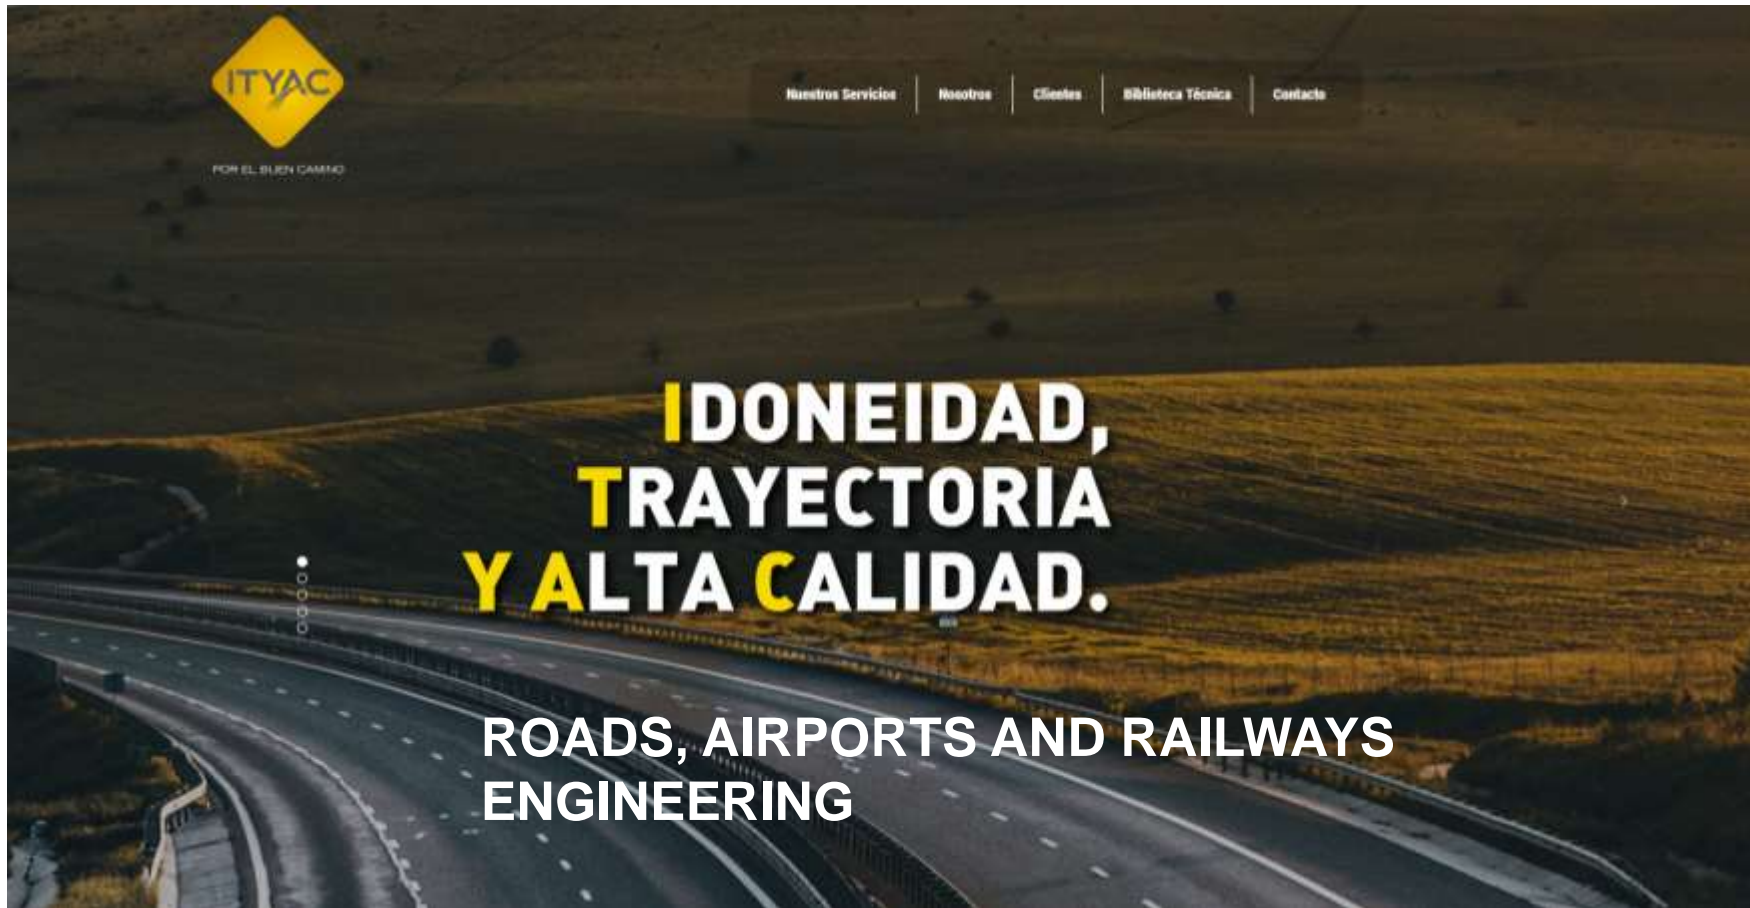 ITYAC
POR EL BUEN CAMINO
Nuestros Servicios
Nosotros
Clientes
Biblioteca Técnica
Contacto
IDONEIDAD,
TRAYECTORIA
Y ALTA CALIDAD.
ROADS, AIRPORTS AND RAILWAYS
ENGINEERING